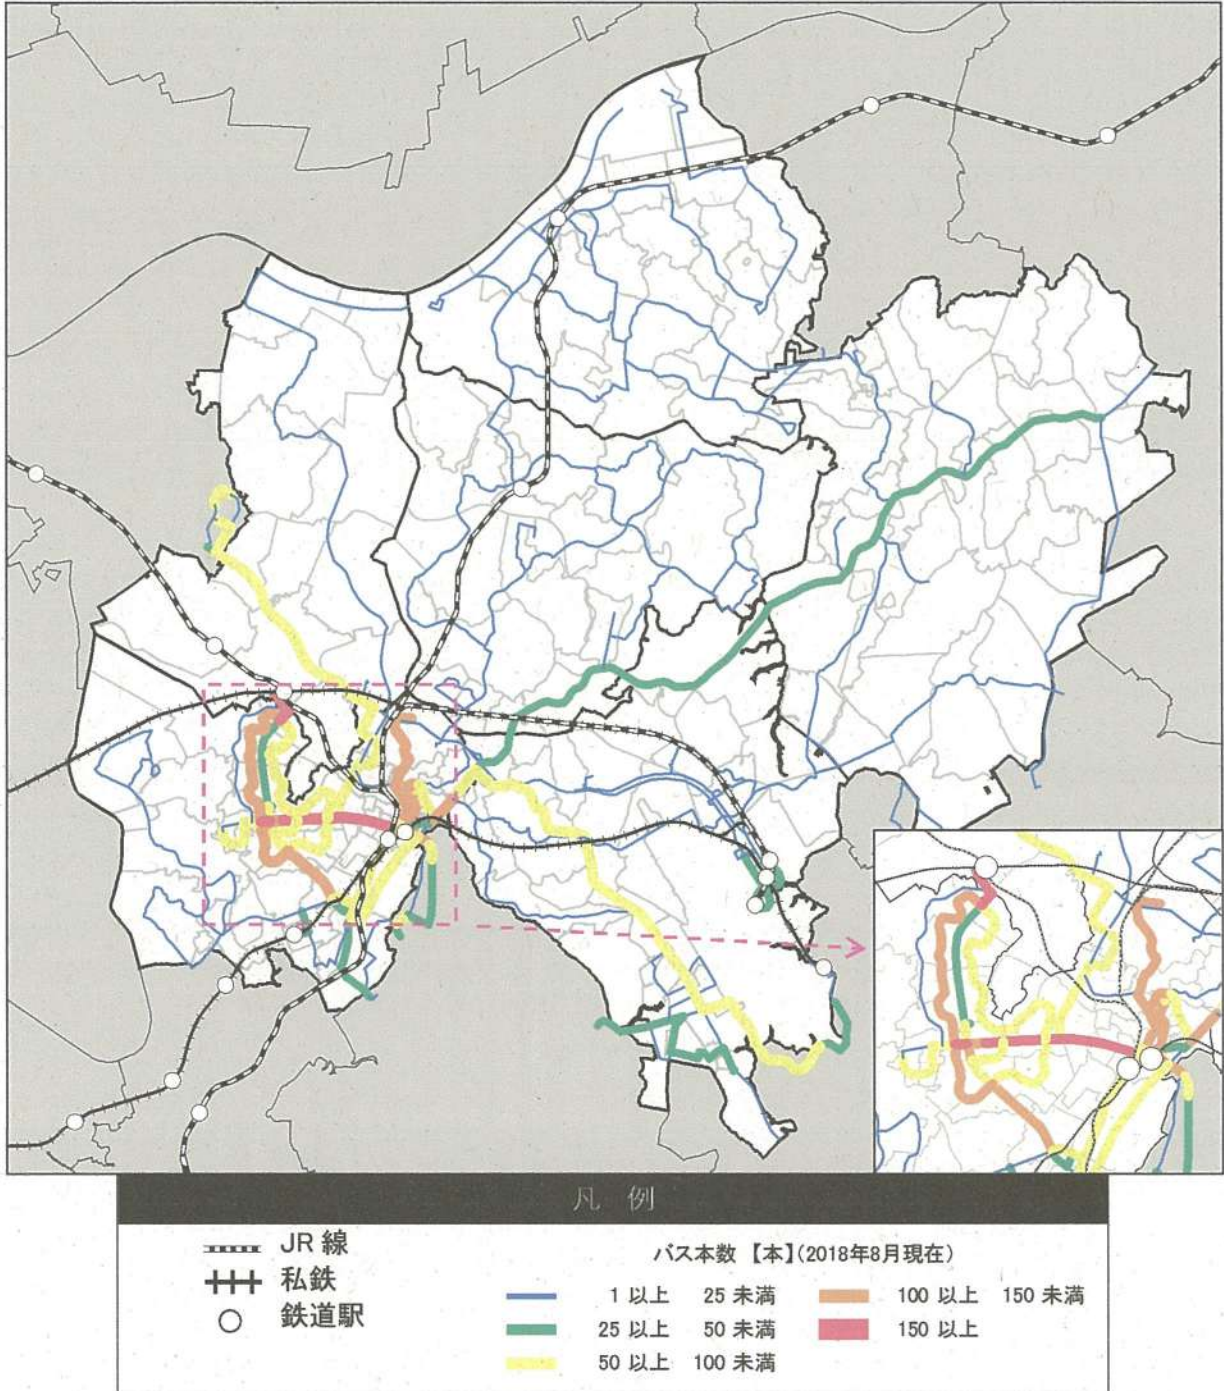 凡 例
JR 線
私鉄
鉄道駅
バス本数 【本】(2018年8月現在)
1 以上 25 未満
25 以上 50 未満
50 以上 100 未満
100 以上 150 未満
150 以上